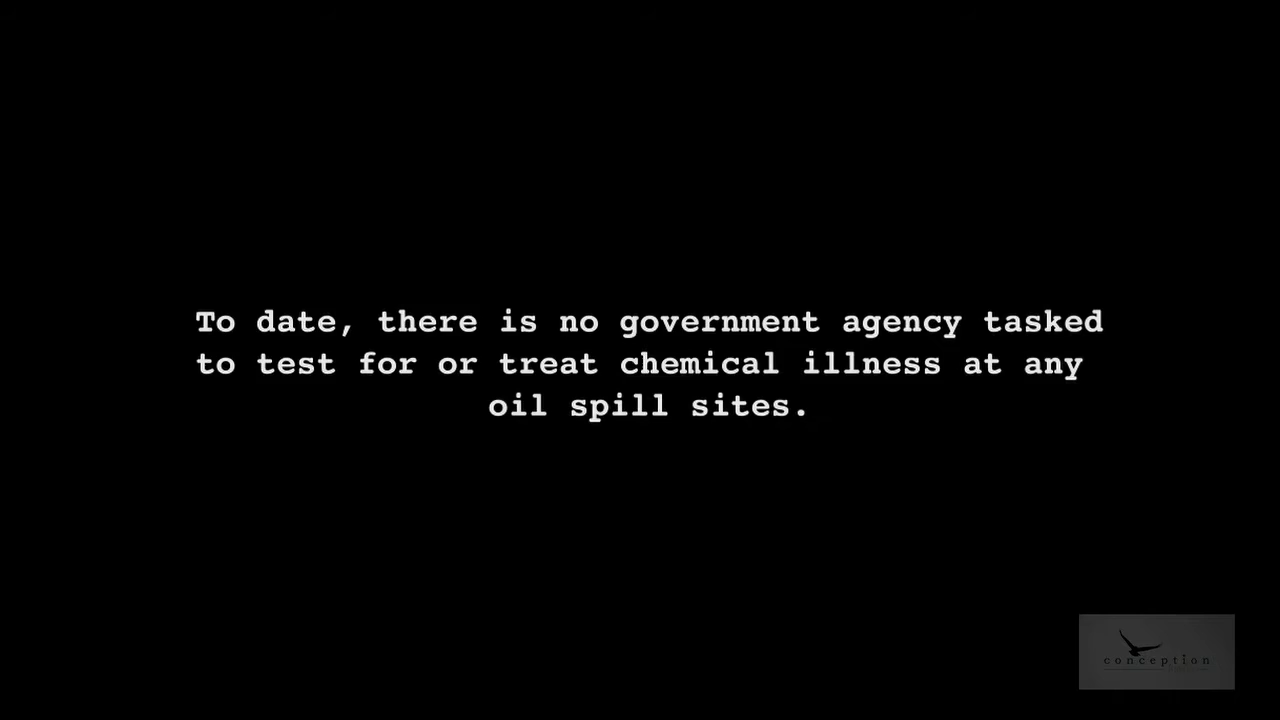 To date, there is no government agency tasked
to test for or treat chemical illness at any
oil spill sites.
conception